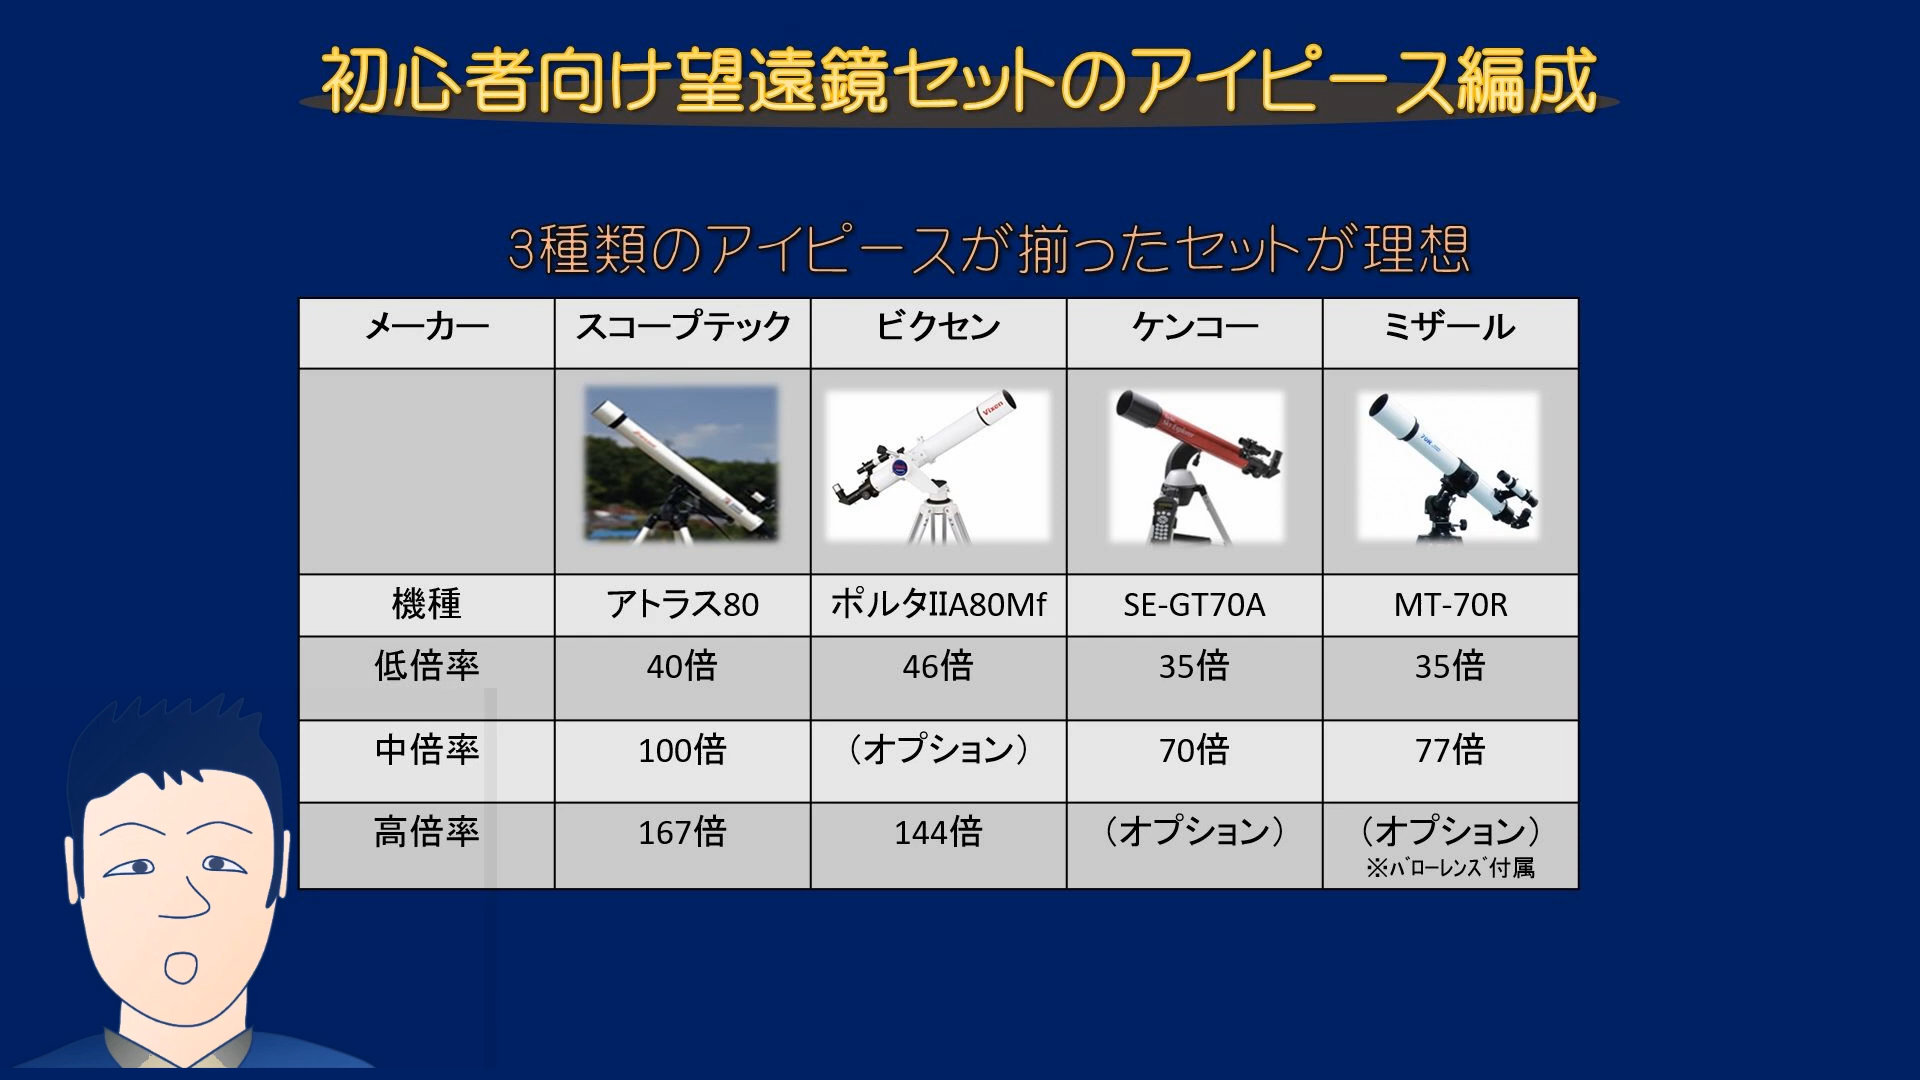 初心者向け望遠鏡セットのアイピース編成
3種類のアイピースが揃ったセットが理想
メーカー スコープテック ビクセン ケンコー ミザール
Vixen
機種 アトラス80 ポルタIIA80Mf SE-GT70A MT-70R
低倍率 40倍 46倍 35倍 35倍
中倍率 100倍 （オプション） 70倍 77倍
高倍率 167倍 144倍 （オプション） （オプション）
※ﾊﾞﾛｰﾚﾝｽﾞ付属